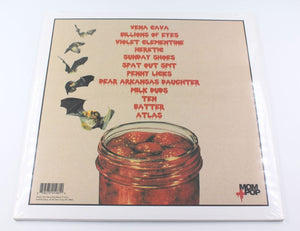 VENA CAVA
BILLIONS OF EYES
VIOLET CLEMENTINE
HERETIC
SUNDAY SHOES
SPAT OUT SPIT
PENNY LICKS
DEAR ARKANSAS DAUGHTER
MILK DUDS
TEN
BATTER
ATLAS
MOM
POP